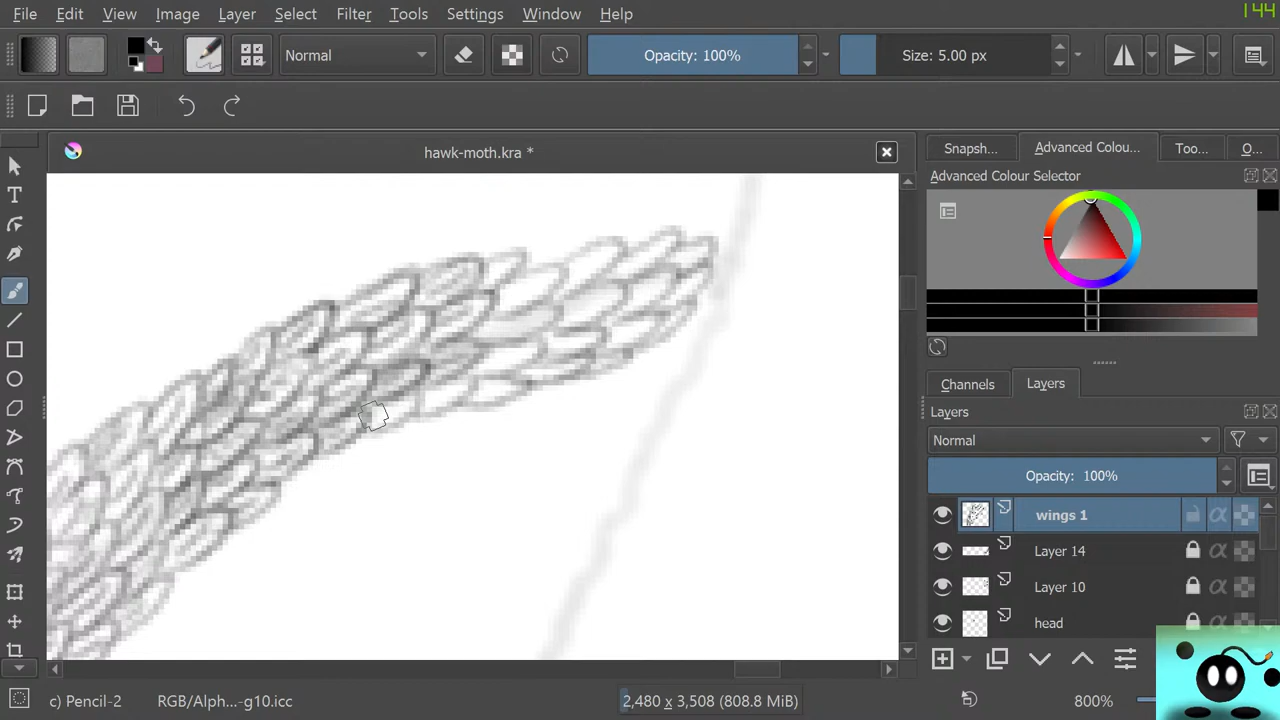 File Edit View Image Layer Select Filter Tools Settings Window Help
144
Normal
Opacity: 100%
Size: 5.00 px
hawk-moth.kra *
Snapsh...
Advanced Colou...
Too...
O...
Advanced Colour Selector
Channels
Layers
Layers
Normal
Opacity: 100%
wings 1
Layer 14
Layer 10
head
c) Pencil-2
RGB/Alph...-g10.icc
2,480 x 3,508 (808.8 MiB)
800%